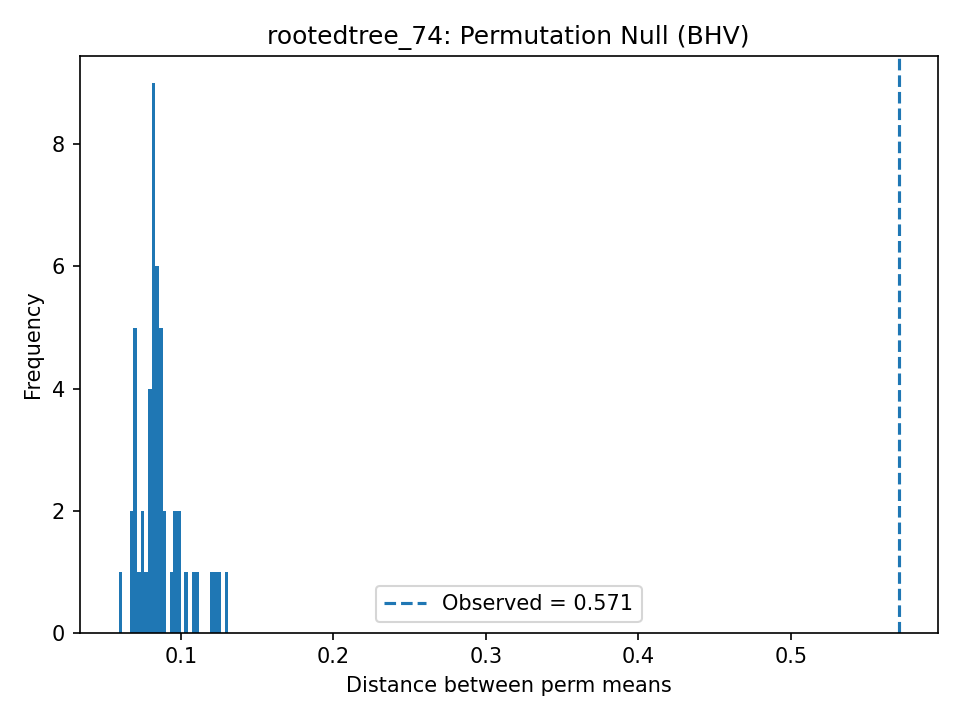 rootedtree_74: Permutation Null (BHV)
Frequency
8
6
4
2
0
Observed = 0.571
0.1 0.2 0.3 0.4 0.5
Distance between perm means